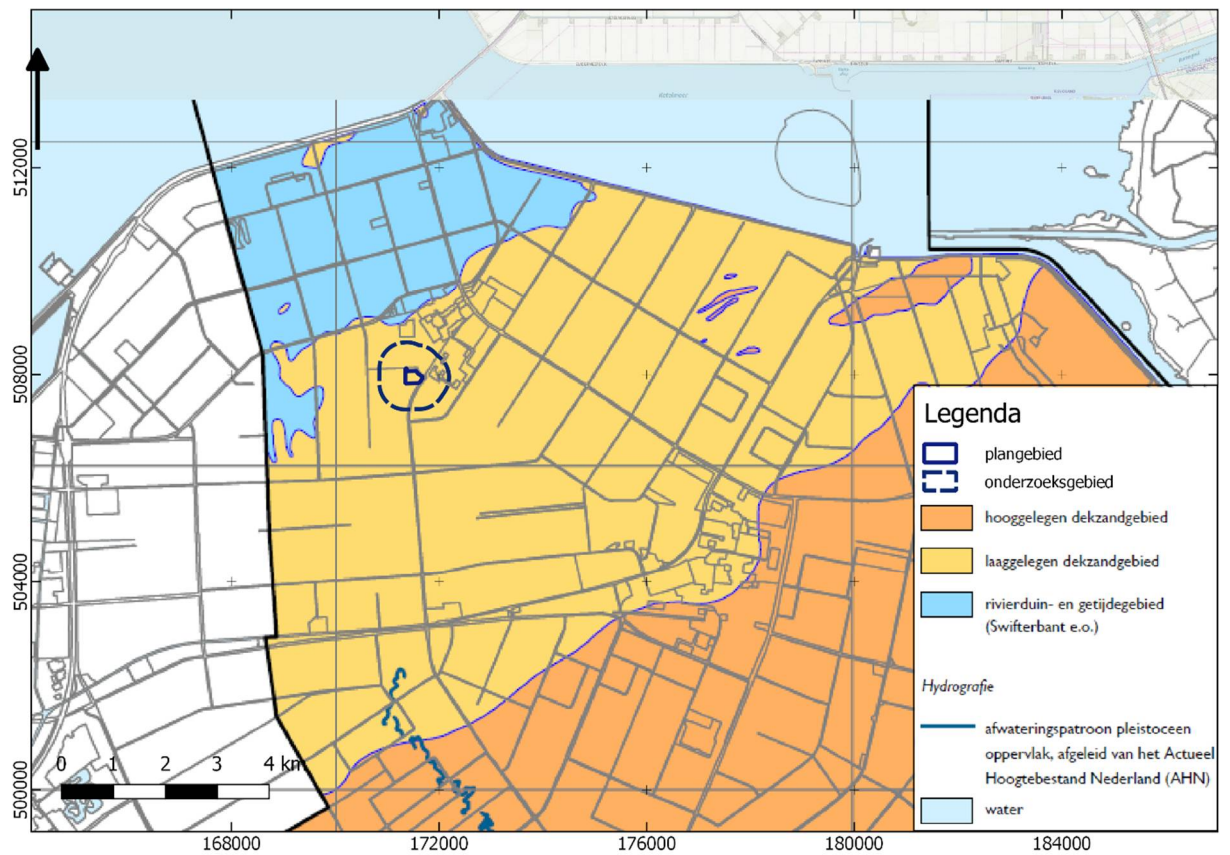 Ketelmeer
512000
508000
504000
500000
Legenda
plangebied
onderzoeksgebied
hooggelegen dekzandgebied
laaggelegen dekzandgebied
rivierduin- en getijdegebied
(Swifterbant e.o.)
Hydrografie
afwateringspatroon pleistoceen
oppervlak, afgeleid van het Actueel
Hoogtebestand Nederland (AHN)
water
0 1 2 3 4 km
168000 172000 176000 180000 184000